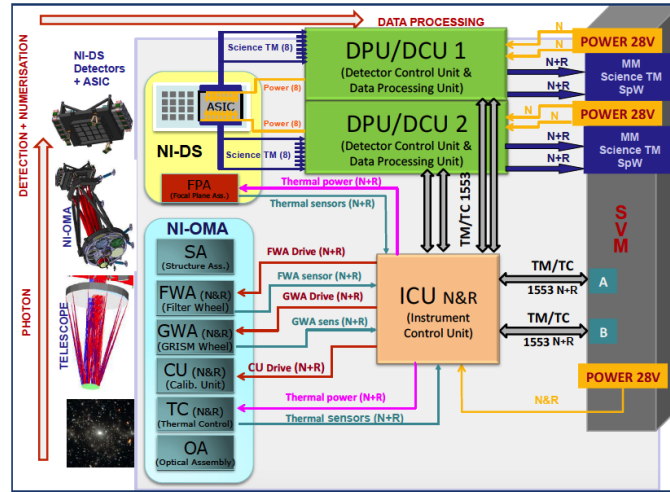 DATA PROCESSING
DETECTION + NUMERISATION
PHOTON
NI-DS
Detectors
+ ASIC
NI-OMA
TELESCOPE
Science TM (8)
Power (8)
ASIC
Power (8)
Science TM (8)
NI-DS
FPA
(Focal Plane Ass.)
DPU/DCU 1
(Detector Control Unit
& Data Processing
Unit)
DPU/DCU 2
(Detector Control Unit
& Data Processing
Unit)
N
N
POWER 28V
N+R
N+R
MM
Science TM
SpW
N
N
POWER 28V
N+R
N+R
MM
Science TM
SpW
SVM
Thermal power (N+R)
Thermal sensors (N+R)
TM/TC 1553
NI-OMA
SA
(Structure Ass.)
FWA (N&R)
(Filter Wheel)
GWA (N&R)
(GRISM Wheel)
CU (N&R)
(Calib. Unit)
TC (N&R)
(Thermal Control)
OA
(Optical Assembly)
FWA Drive (N+R)
FWA sensor (N+R)
GWA Drive (N+R)
GWA sens (N+R)
CU Drive (N+R)
Thermal power (N+R)
Thermal sensors (N+R)
ICU N&R
(Instrument
Control Unit)
TM/TC
1553 N+R
A
TM/TC
1553 N+R
B
POWER 28V
N&R